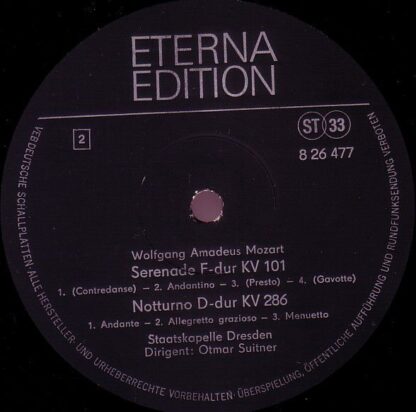 ETERNA
EDITION
2
ST 33
8 26 477
Wolfgang Amadeus Mozart
Serenade F-dur KV 101
1. (Contredanse) – 2. Andantino – 3. (Presto) – 4. (Gavotte)
Notturno D-dur KV 286
1. Andante – 2. Allegretto grazioso – 3. Menuetto
Staatskapelle Dresden
Dirigent: Otmar Suitner
VEB DEUTSCHE SCHALLPLATTEN · ALLE HERSTELLER- UND URHEBERRECHTE VORBEHALTEN · ÜBERSPIELUNG, ÖFFENTLICHE AUFFÜHRUNG UND RUNDFUNKSENDUNG VERBOTEN